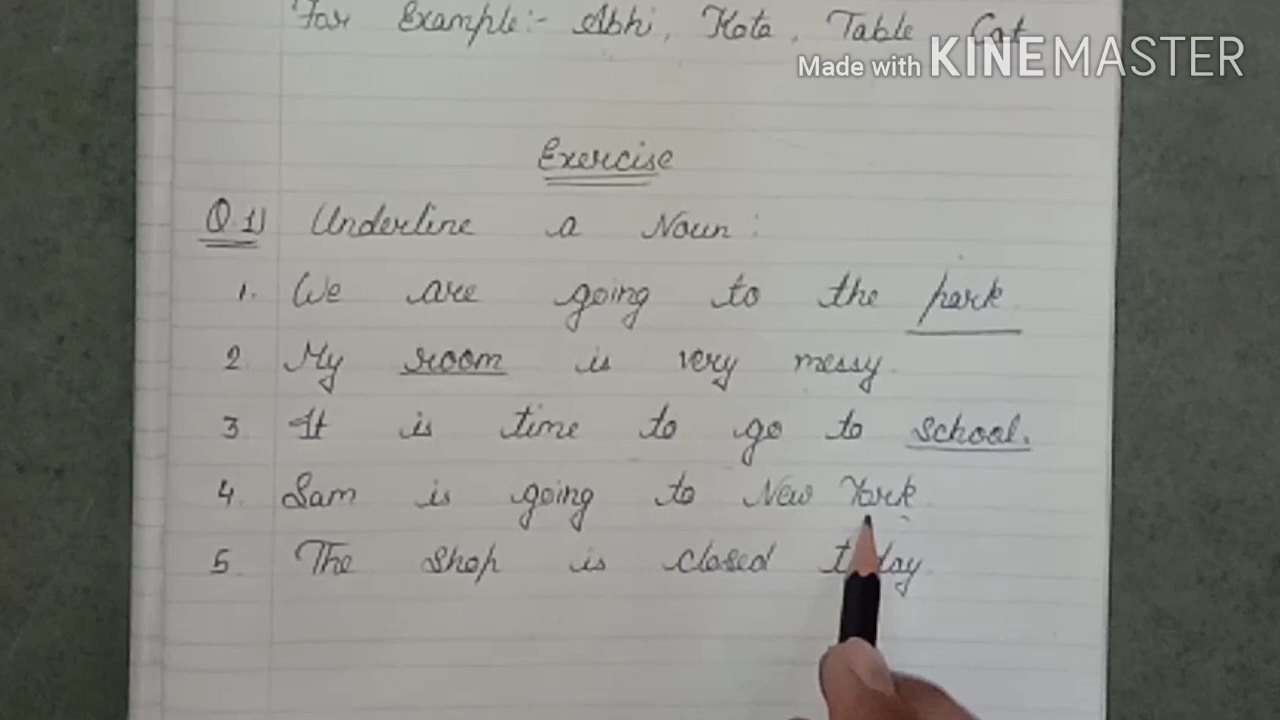 For Example:- Abhi, Kota, Table Cat
Made with KINEMASTER
Exercise
Q.1) Underline a Noun:
1. We are going to the park
2. My room is very messy.
3. It is time to go to school.
4. Sam is going to New York.
5. The shop is closed today